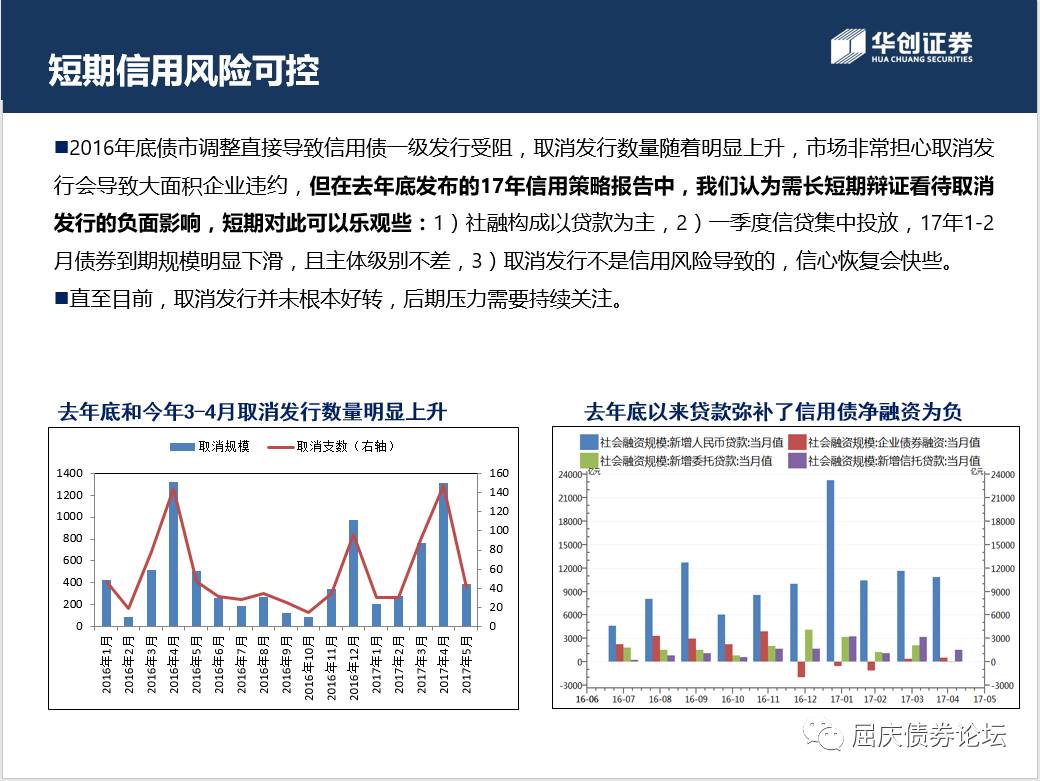 短期信用风险可控
华创证券
HUA CHUANG SECURITIES
■2016年底债市调整直接导致信用债一级发行受阻，取消发行数量随着明显上升，市场非常担心取消发
行会导致大面积企业违约，但在去年底发布的17年信用策略报告中，我们认为需长短期辩证看待取消
发行的负面影响，短期对此可以乐观些：1）社融构成以贷款为主，2）一季度信贷集中投放，17年1-2
月债券到期规模明显下滑，且主体级别不差，3）取消发行不是信用风险导致的，信心恢复会快些。
■直至目前，取消发行并未根本好转，后期压力需要持续关注。
去年底和今年3-4月取消发行数量明显上升
取消规模 取消支数（右轴）
1400
1200
1000
800
600
400
200
0
160
140
120
100
80
60
40
20
0
2016年1月
2016年2月
2016年3月
2016年4月
2016年5月
2016年6月
2016年7月
2016年8月
2016年9月
2016年10月
2016年11月
2016年12月
2017年1月
2017年2月
2017年3月
2017年4月
2017年5月
去年底以来贷款弥补了信用债净融资为负
社会融资规模:新增人民币贷款:当月值 社会融资规模:企业债券融资:当月值
社会融资规模:新增委托贷款:当月值 社会融资规模:新增信托贷款:当月值
亿元 亿元
24000
21000
18000
15000
12000
9000
6000
3000
0
-3000
24000
21000
18000
15000
12000
9000
6000
3000
0
-3000
16-06 16-07 16-08 16-09 16-10 16-11 16-12 17-01 17-02 17-03 17-04 17-05
屈庆债券论坛